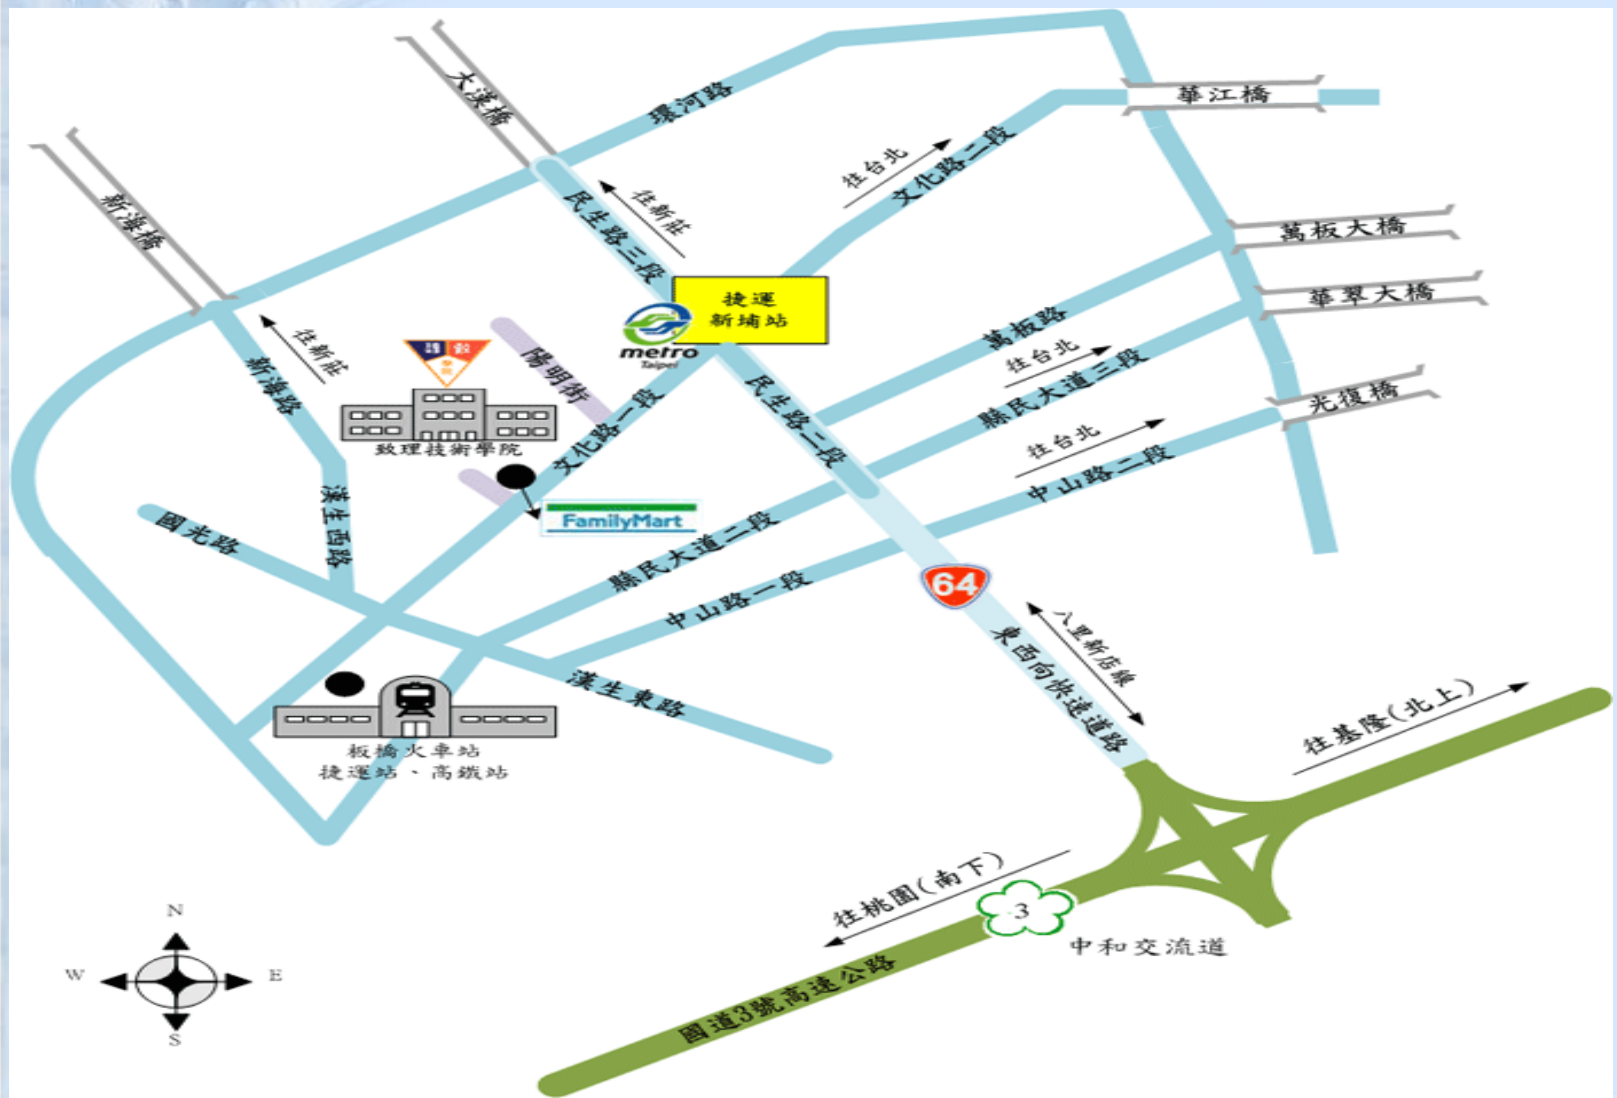 大漢橋
環河路
華江橋
往台北
文化路二段
新海橋
民生路三段
往新莊
萬板大橋
華翠大橋
捷運
新埔站
metro
Taipei
往新莊
新海路
陽明街
萬板路
往台北
縣民大道三段
光復橋
致理技術學院
文化路一段
民生路二段
往台北
中山路二段
漢生西路
國光路
FamilyMart
縣民大道二段
中山路一段
64
八里新店線
東西向快速道路
漢生東路
板橋火車站
捷運站、高鐵站
往基隆(北上)
往桃園(南下)
3
中和交流道
國道3號高速公路
N
W
E
S